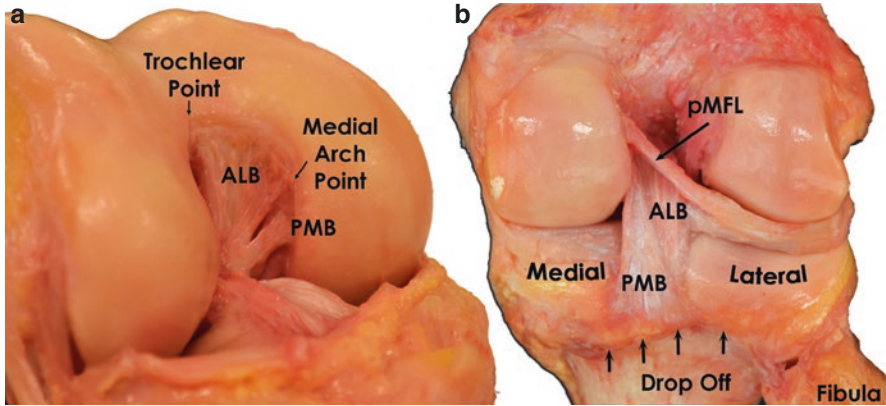 a
Trochlear
Point
Medial
Arch
Point
ALB
PMB
b
pMFL
ALB
Medial
PMB
Lateral
Drop Off
Fibula